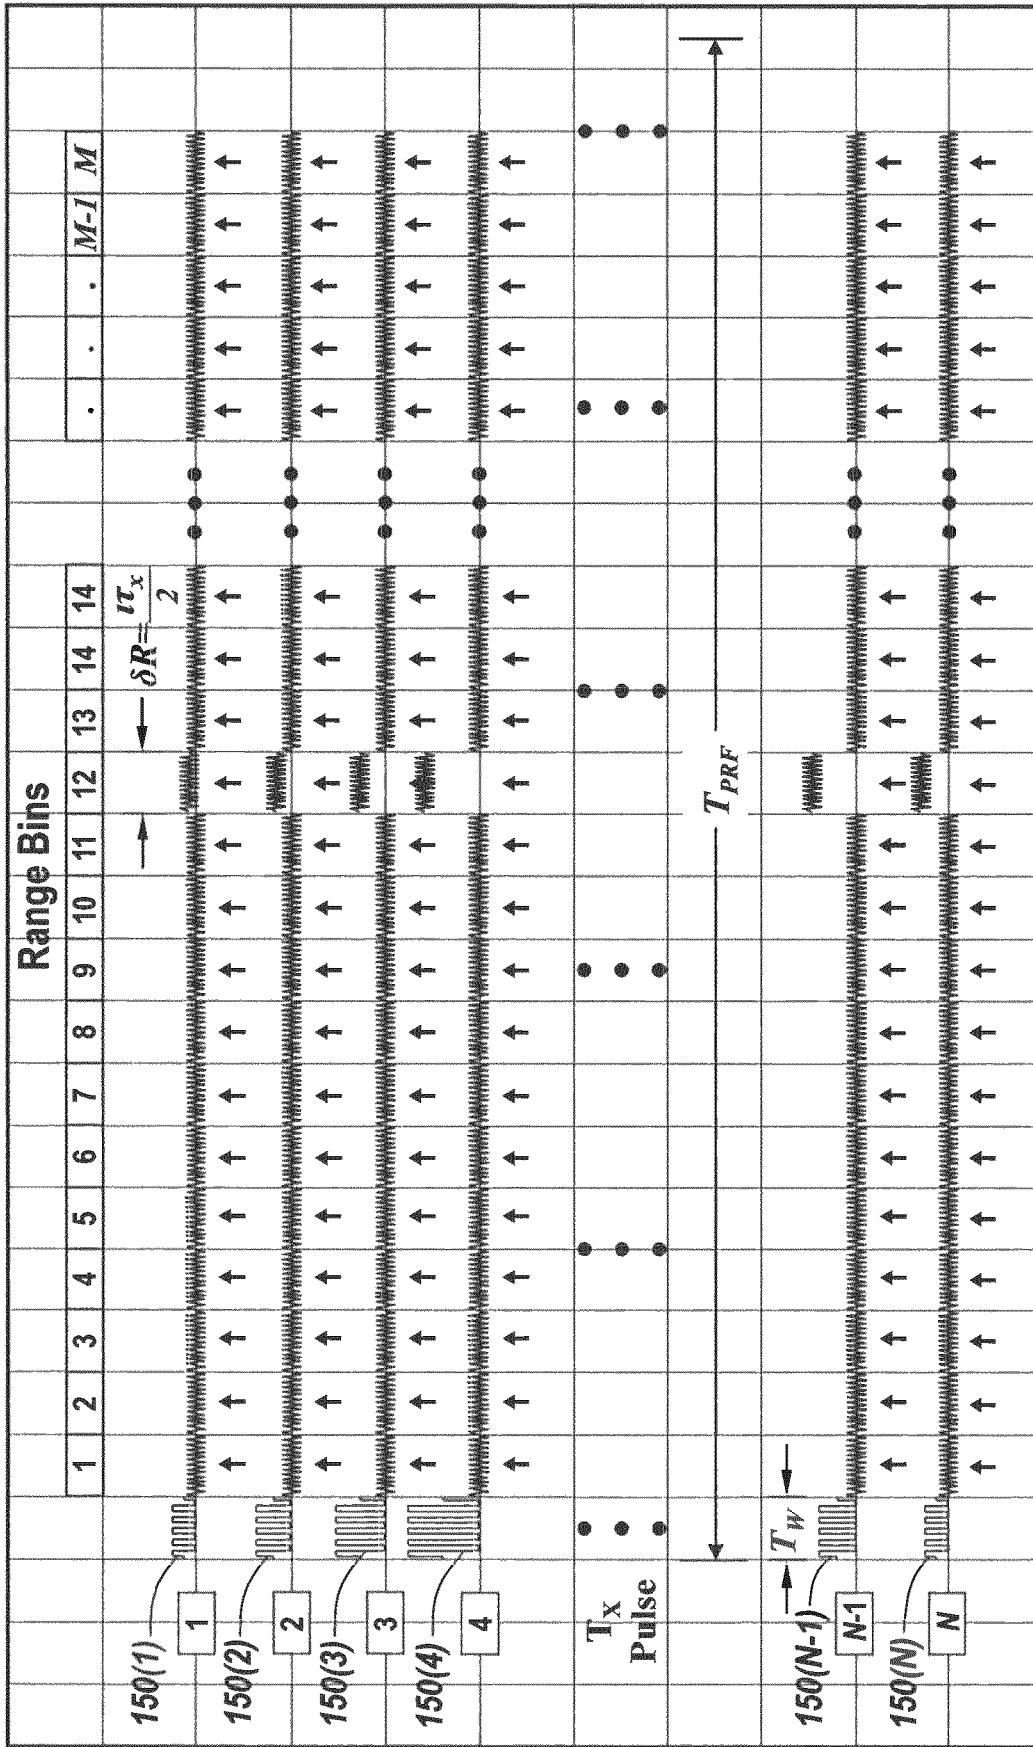 Range Bins
1 2 3 4 5 6 7 8 9 10 11 12 13 14 14 . . . M-1 M
δR=ιτx/2
150(1)
1
150(2)
2
150(3)
3
150(4)
4
Tx
Pulse
TPRF
TW
150(N-1)
N-1
150(N)
N